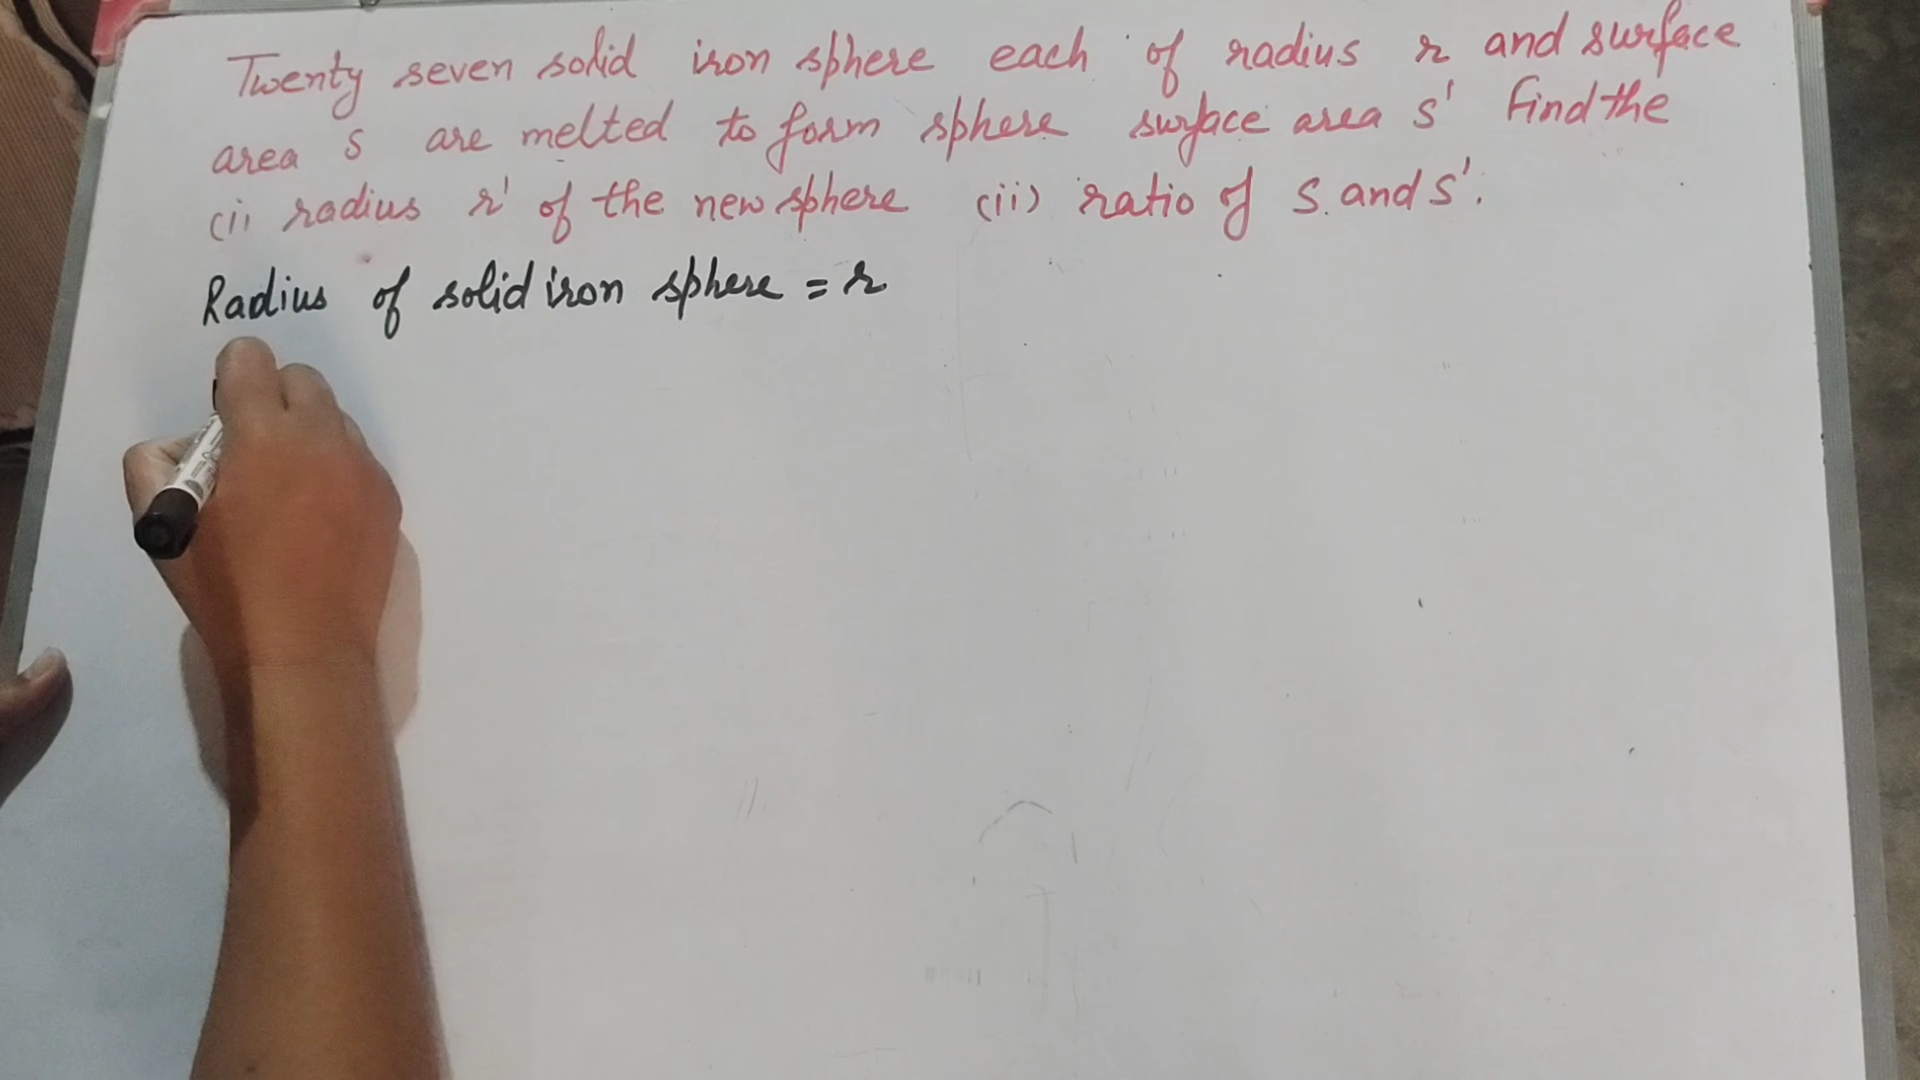 Twenty seven solid iron sphere each of radius r and surface
area S are melted to form sphere surface area S' Find the
(i) radius r' of the new sphere (ii) ratio of S and S'.
Radius of solid iron sphere = r